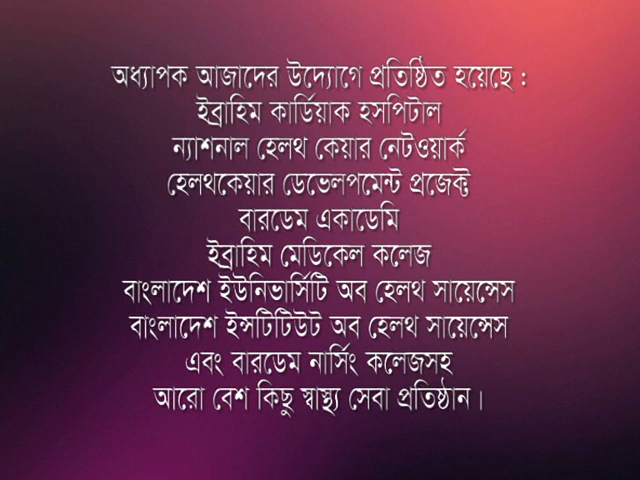 অধ্যাপক আজাদের উদ্যোগে প্রতিষ্ঠিত হয়েছে :
ইব্রাহিম কার্ডিয়াক হসপিটাল
ন্যাশনাল হেলথ কেয়ার নেটওয়ার্ক
হেলথকেয়ার ডেভেলপমেন্ট প্রজেক্ট
বারডেম একাডেমি
ইব্রাহিম মেডিকেল কলেজ
বাংলাদেশ ইউনিভার্সিটি অব হেলথ সায়েন্সেস
বাংলাদেশ ইন্সটিটিউট অব হেলথ সায়েন্সেস
এবং বারডেম নার্সিং কলেজসহ
আরো বেশ কিছু স্বাস্থ্য সেবা প্রতিষ্ঠান।